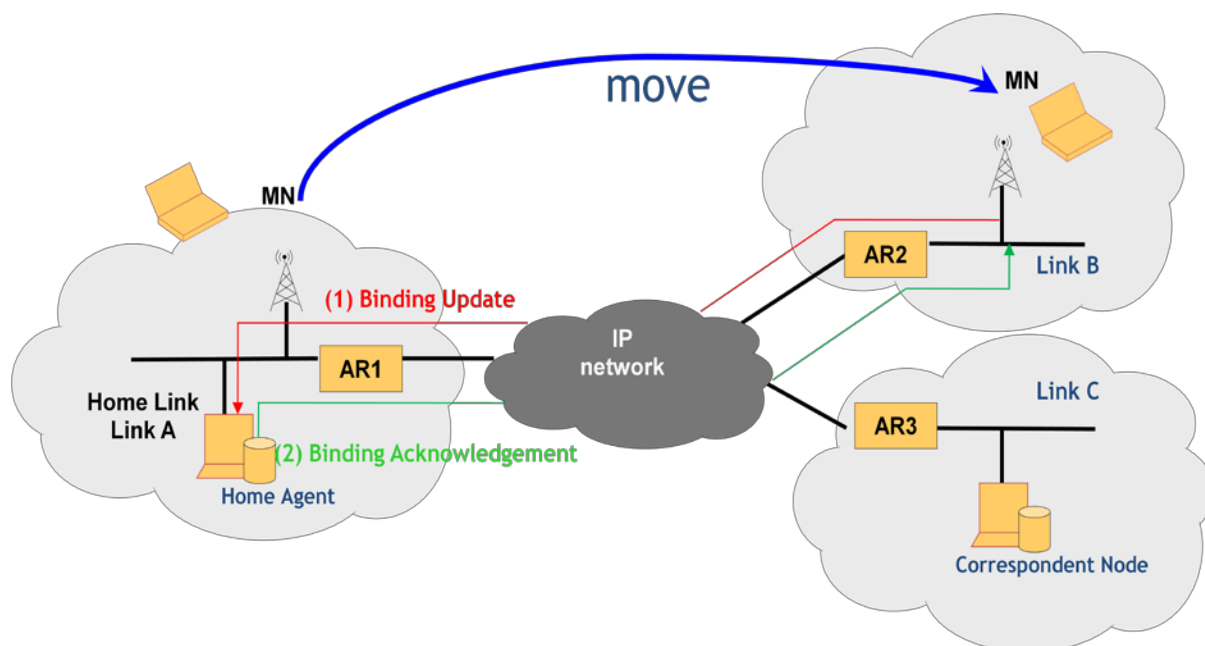 move
MN
MN
AR2
Link B
(1) Binding Update
IP
network
AR1
Home Link
Link A
Link C
AR3
(2) Binding Acknowledgement
Home Agent
Correspondent Node